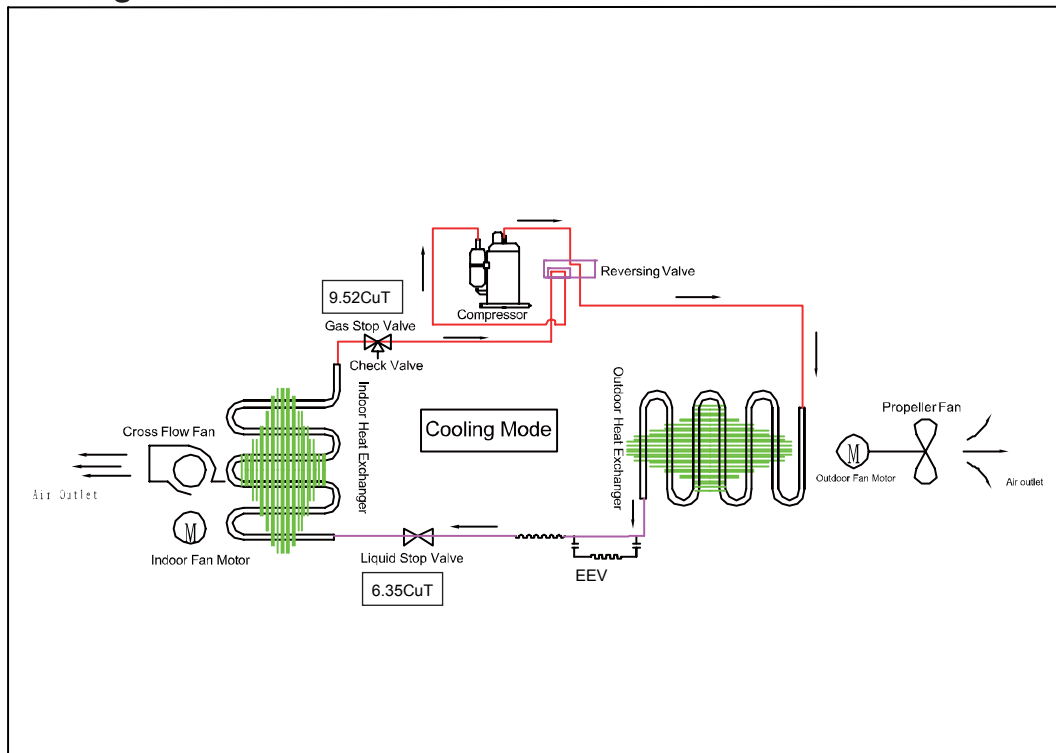 Reversing Valve
9.52CuT
Compressor
Gas Stop Valve
Check Valve
Indoor Heat Exchanger
Outdoor Heat Exchanger
Cooling Mode
Propeller Fan
Cross Flow Fan
M
Outdoor Fan Motor
Air outlet
Air Outlet
M
Indoor Fan Motor
Liquid Stop Valve
EEV
6.35CuT